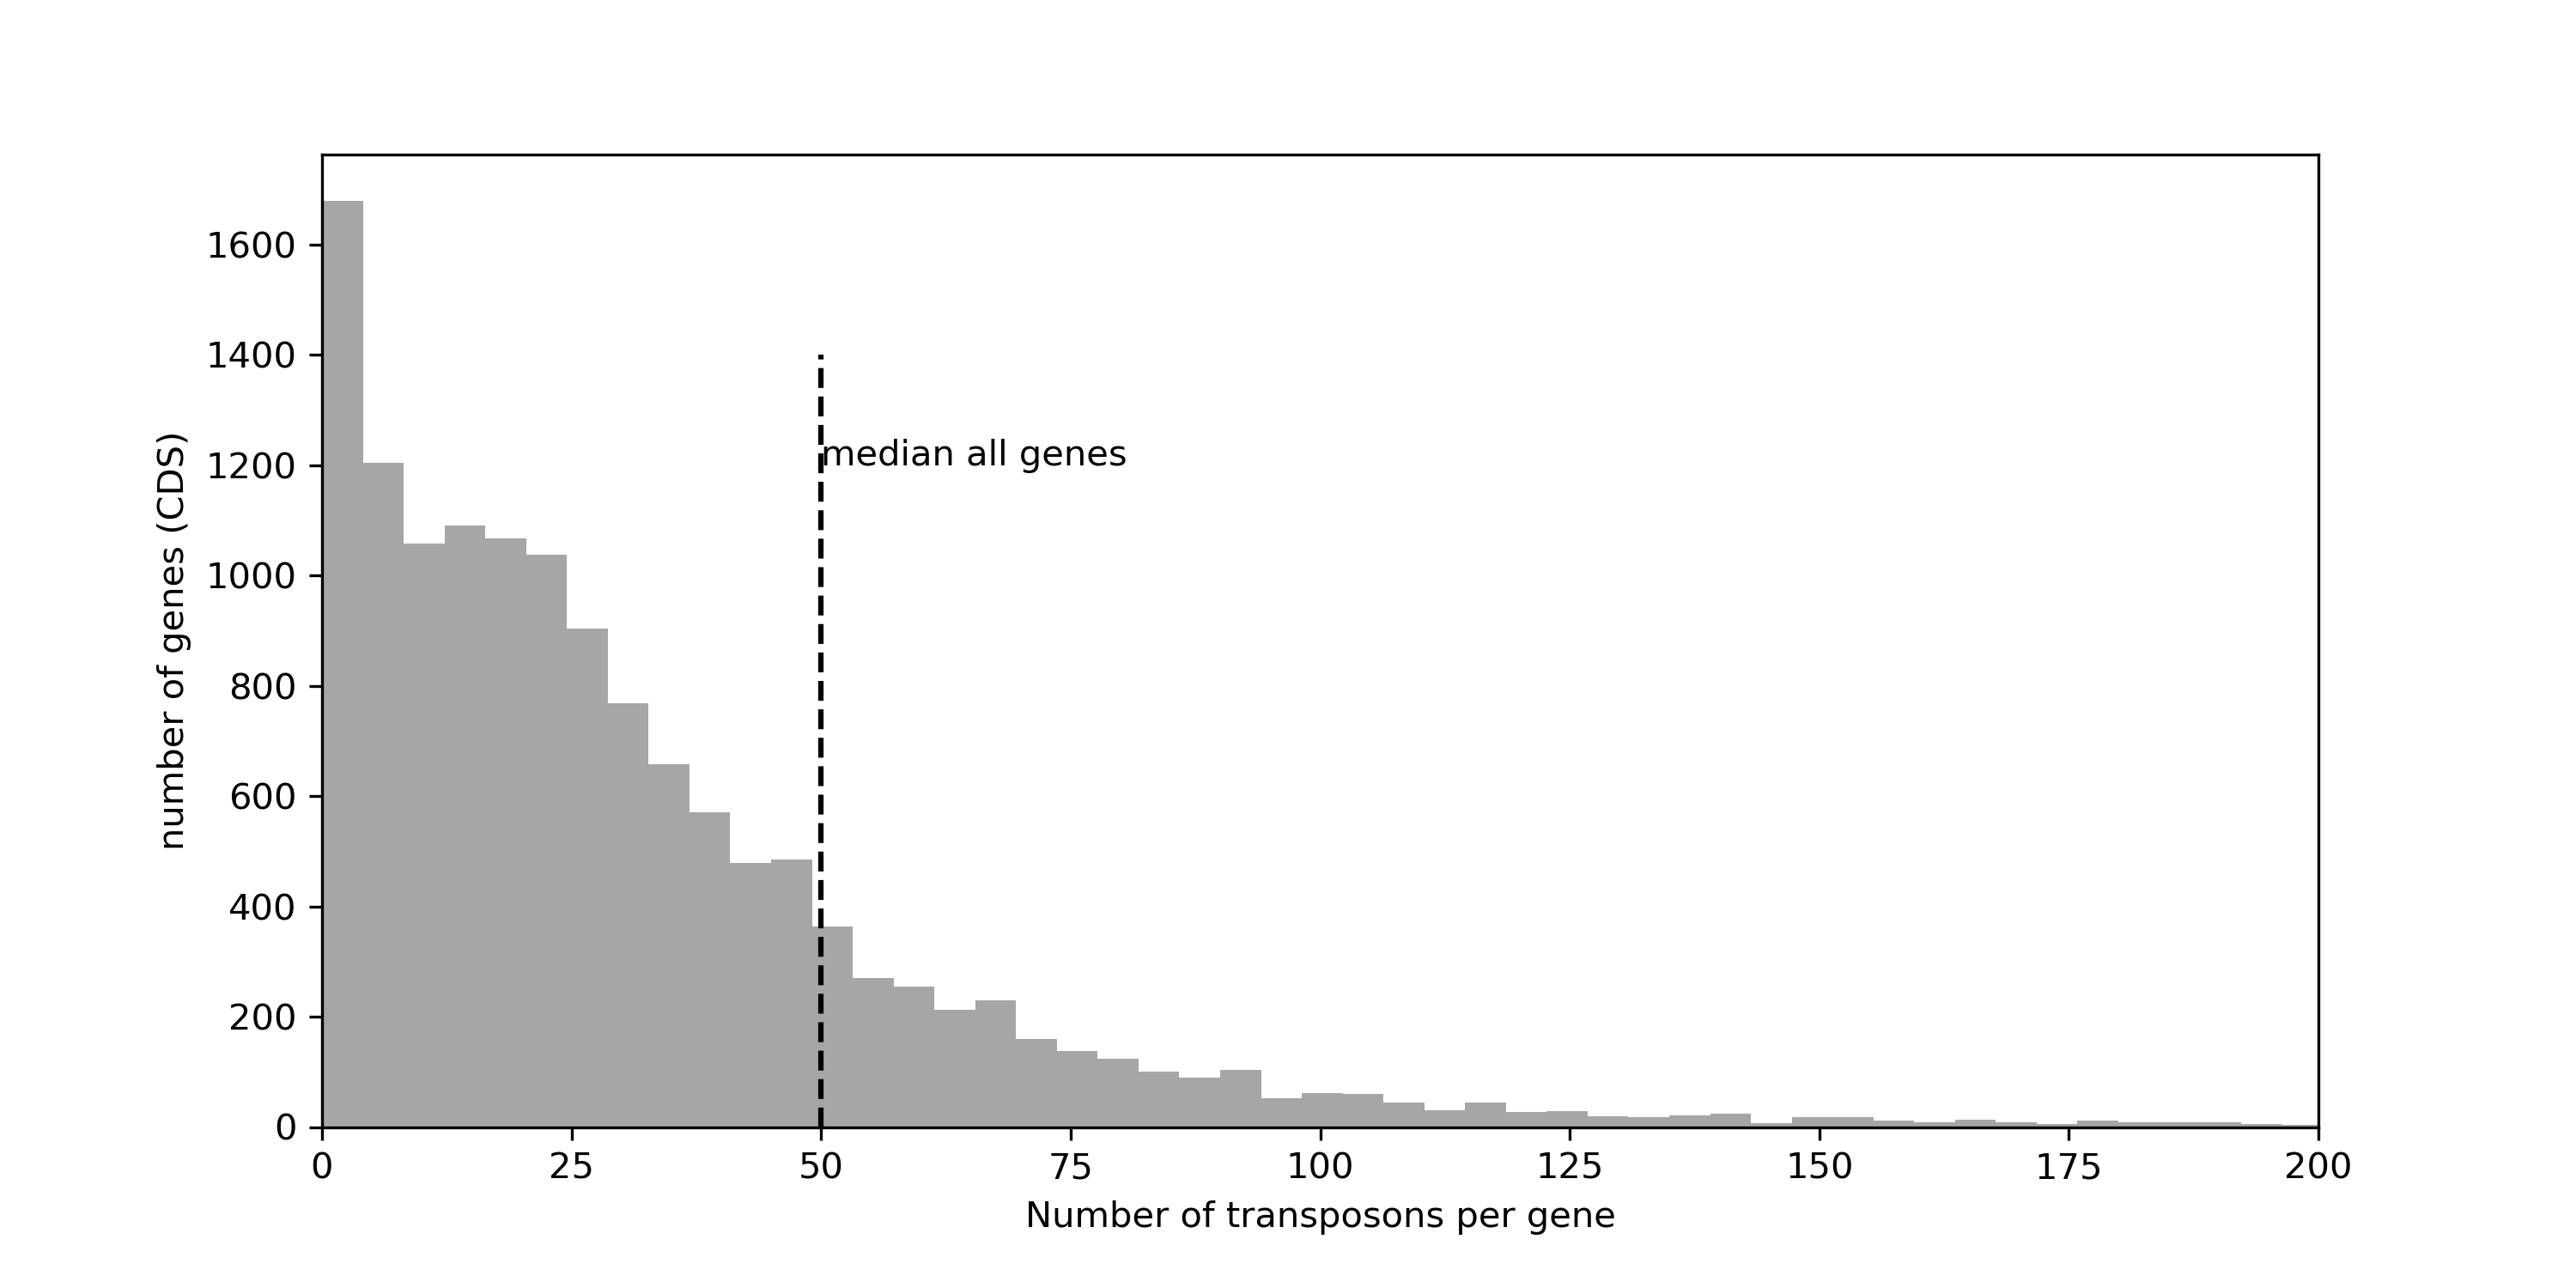 1600
1400
1200
1000
800
600
400
200
0
number of genes (CDS)
median all genes
0 25 50 75 100 125 150 175 200
Number of transposons per gene